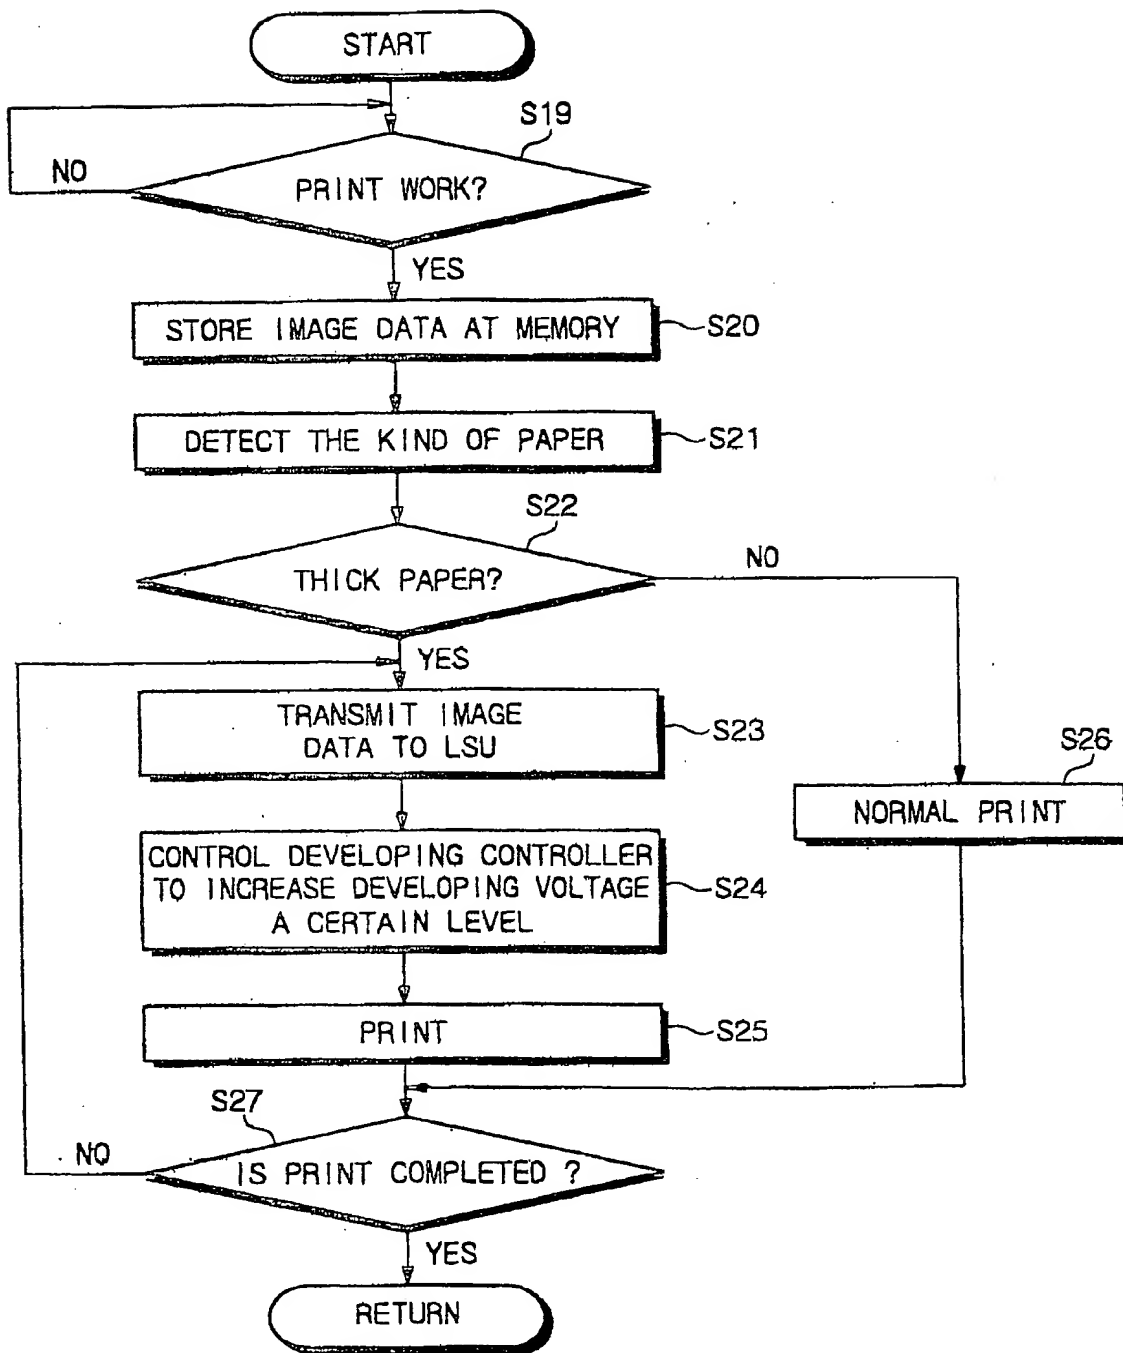 START
S19
NO
PRINT WORK?
YES
STORE IMAGE DATA AT MEMORY
S20
DETECT THE KIND OF PAPER
S21
S22
NO
THICK PAPER?
YES
TRANSMIT IMAGE
DATA TO LSU
S23
S26
NORMAL PRINT
CONTROL DEVELOPING CONTROLLER
TO INCREASE DEVELOPING VOLTAGE
A CERTAIN LEVEL
S24
PRINT
S25
S27
NO
IS PRINT COMPLETED ?
YES
RETURN